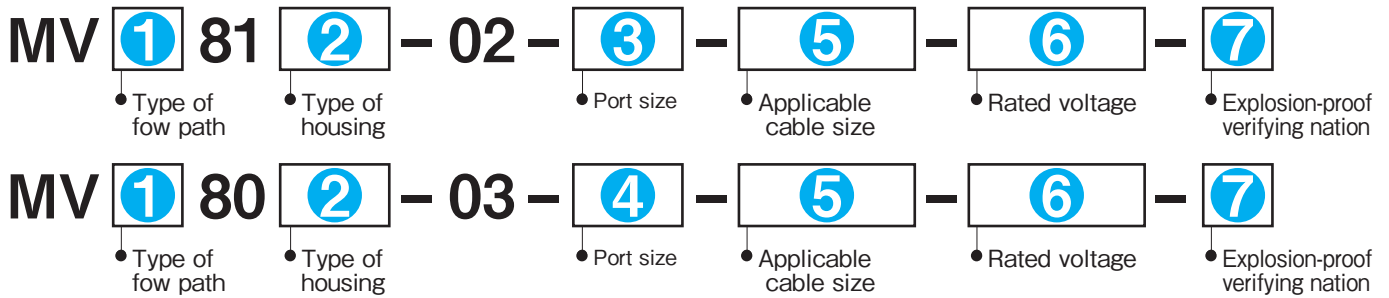 MV 1 81 2 – 02 – 3 – 5 – 6 – 7
Type of fow path
Type of housing
Port size
Applicable cable size
Rated voltage
Explosion-proof verifying nation
MV 1 80 2 – 03 – 4 – 5 – 6 – 7
Type of fow path
Type of housing
Port size
Applicable cable size
Rated voltage
Explosion-proof verifying nation